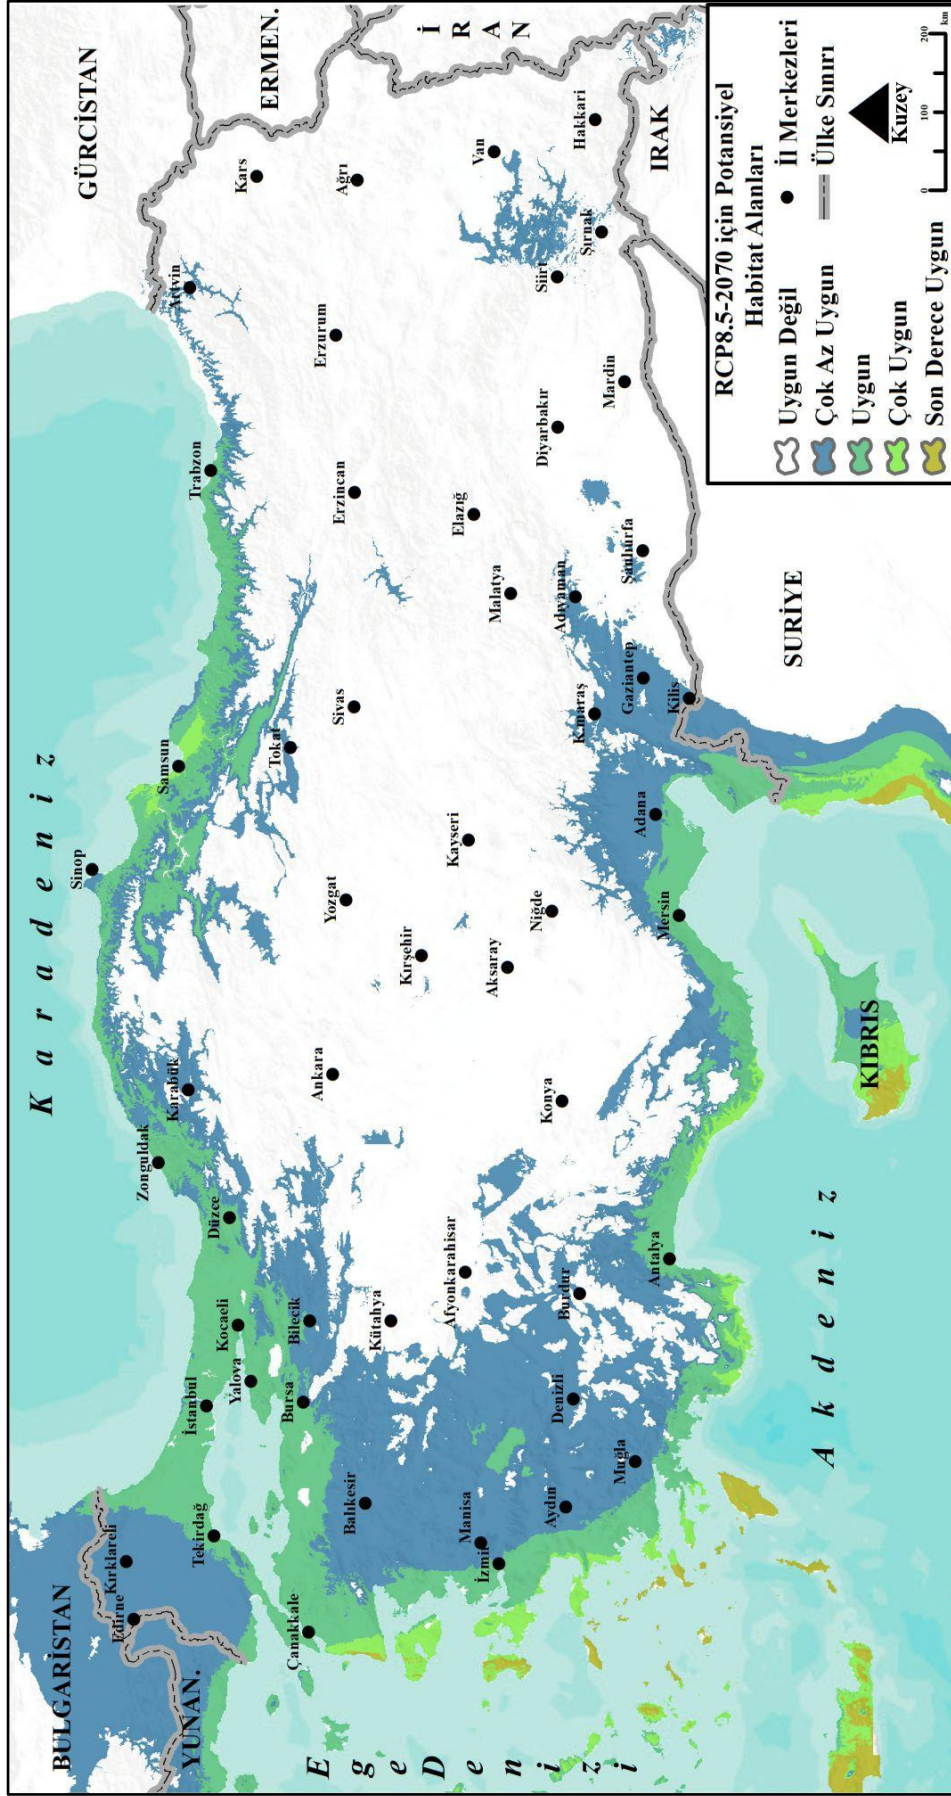 K a r a d e n i z
BULGARİSTAN
GÜRCİSTAN
YUNAN.
ERMEN.
İRAN
IRAK
SURİYE
KIBRIS
Ege Denizi
A k d e n i z
Edirne
Kırklareli
Tekirdağ
İstanbul
Kocaeli
Yalova
Düzce
Zonguldak
Karabük
Sinop
Samsun
Trabzon
Artvin
Kars
Çanakkale
Bursa
Bilecik
Balıkesir
Kütahya
Ankara
Yozgat
Tokat
Sivas
Erzincan
Erzurum
Ağrı
Manisa
İzmir
Afyonkarahisar
Kırşehir
Kayseri
Elazığ
Malatya
Van
Aydın
Denizli
Burdur
Konya
Aksaray
Niğde
K.maraş
Adıyaman
Diyarbakır
Siirt
Şırnak
Hakkari
Muğla
Antalya
Mersin
Adana
Gaziantep
Kilis
Şanlıurfa
Mardin
RCP8.5-2070 için Potansiyel
Habitat Alanları
Uygun Değil
Çok Az Uygun
Uygun
Çok Uygun
Son Derece Uygun
İl Merkezleri
Ülke Sınırı
Kuzey
0 100 200
km